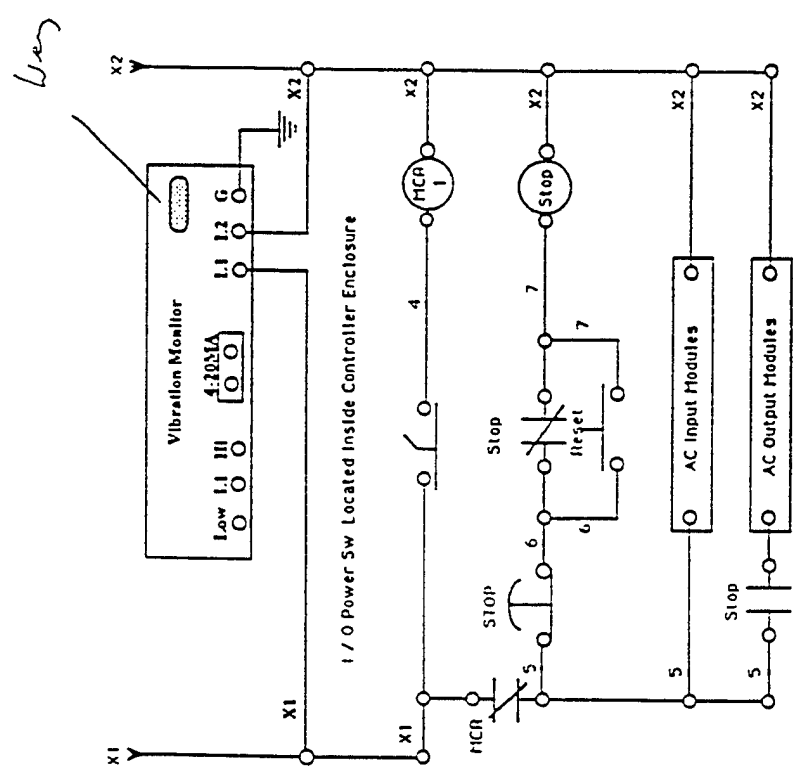 X1 X2
Vibration Monitor
Low L1 HI 4-20MA L1 L2 G
X1 X2
I / O Power Sw Located Inside Controller Enclosure
X1 4 MCR X2
1
MCR
STOP Stop
5 6 7 Stop X2
Reset
6 7
5 AC Input Modules X2
Stop
5 AC Output Modules X2